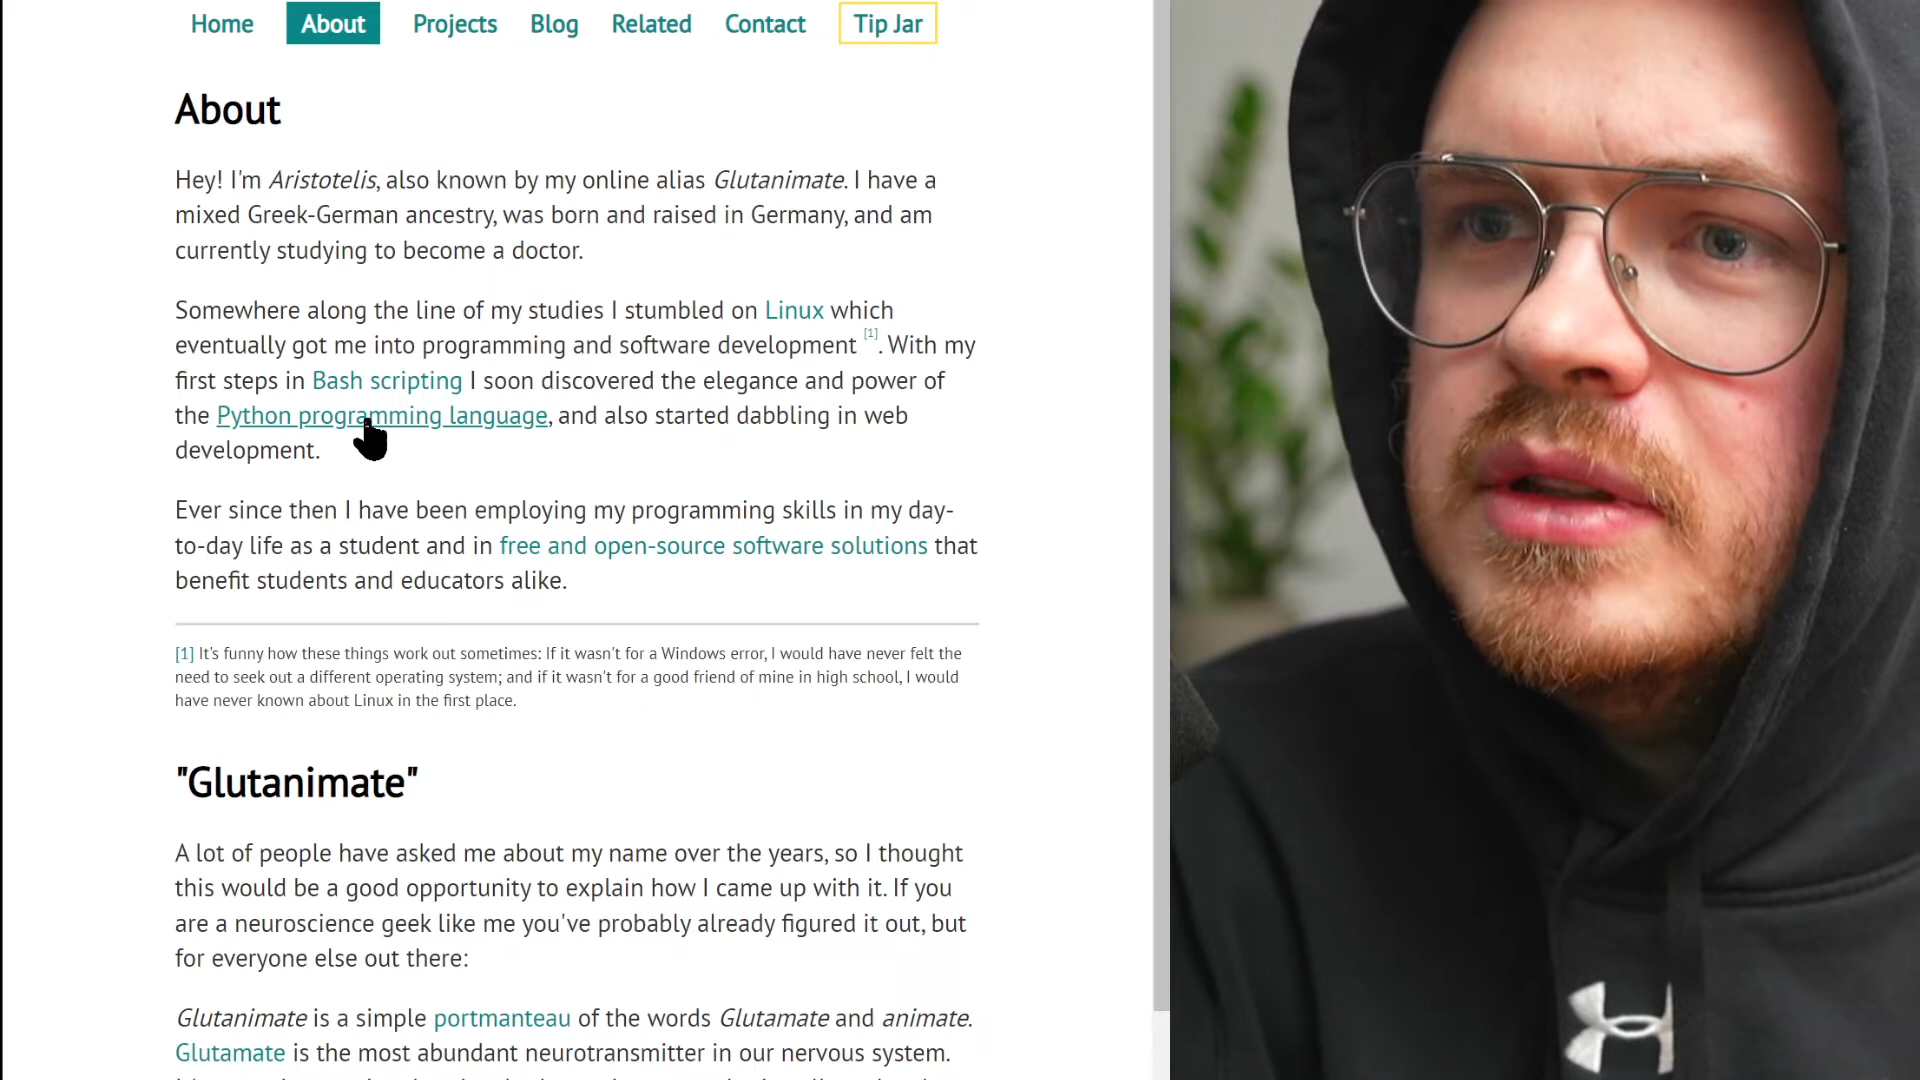 Home About Projects Blog Related Contact Tip Jar
About
Hey! I'm Aristotelis, also known by my online alias Glutanimate. I have a
mixed Greek-German ancestry, was born and raised in Germany, and am
currently studying to become a doctor.
Somewhere along the line of my studies I stumbled on Linux which
eventually got me into programming and software development [1]. With my
first steps in Bash scripting I soon discovered the elegance and power of
the Python programming language, and also started dabbling in web
development.
Ever since then I have been employing my programming skills in my day-
to-day life as a student and in free and open-source software solutions that
benefit students and educators alike.
[1] It's funny how these things work out sometimes: If it wasn't for a Windows error, I would have never felt the
need to seek out a different operating system; and if it wasn't for a good friend of mine in high school, I would
have never known about Linux in the first place.
"Glutanimate"
A lot of people have asked me about my name over the years, so I thought
this would be a good opportunity to explain how I came up with it. If you
are a neuroscience geek like me you've probably already figured it out, but
for everyone else out there:
Glutanimate is a simple portmanteau of the words Glutamate and animate.
Glutamate is the most abundant neurotransmitter in our nervous system.